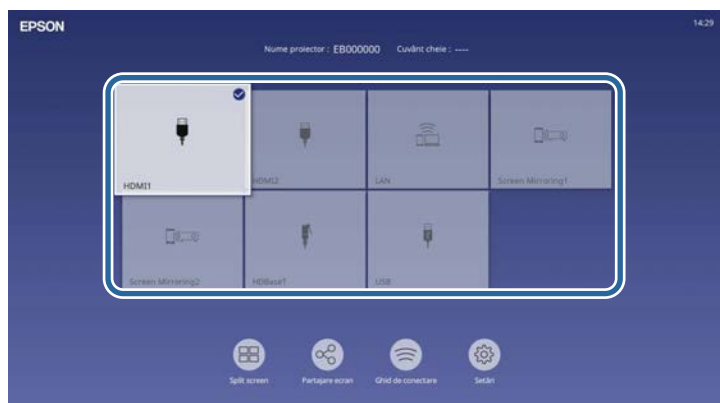 EPSON
14:29
Nume proiector : EB000000 Cuvânt cheie : ----
HDMI1
HDMI2
LAN
Screen Mirroring1
Screen Mirroring2
HDBaseT
USB
Split screen
Partajare ecran
Ghid de conectare
Setări